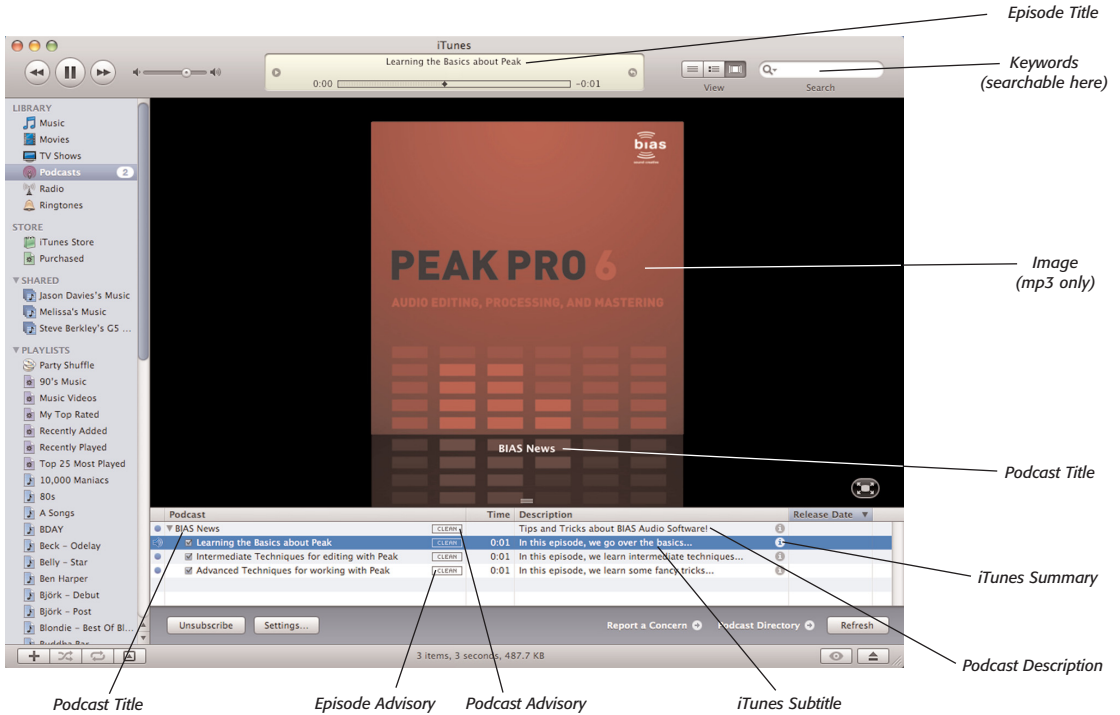 Episode Title
iTunes
Learning the Basics about Peak
0:00 -0:01
View
Search
Keywords
(searchable here)
LIBRARY
Music
Movies
TV Shows
Podcasts 2
Radio
Ringtones
STORE
iTunes Store
Purchased
SHARED
Jason Davies's Music
Melissa's Music
Steve Berkley's G5 ...
PLAYLISTS
Party Shuffle
90's Music
Music Videos
My Top Rated
Recently Added
Recently Played
Top 25 Most Played
10,000 Maniacs
80s
A Songs
BDAY
Beck – Odelay
Belly – Star
Ben Harper
Björk – Debut
Björk – Post
Blondie – Best Of Bl...
Buddha Bar
bias
PEAK PRO 6
AUDIO EDITING, PROCESSING, AND MASTERING
BIAS News
Image
(mp3 only)
Podcast Title
Podcast Time Description Release Date
BIAS News CLEAN Tips and Tricks about BIAS Audio Software!
Learning the Basics about Peak CLEAN 0:01 In this episode, we go over the basics...
Intermediate Techniques for editing with Peak CLEAN 0:01 In this episode, we learn intermediate techniques...
Advanced Techniques for working with Peak CLEAN 0:01 In this episode, we learn some fancy tricks...
iTunes Summary
Unsubscribe Settings... Report a Concern Podcast Directory Refresh
3 items, 3 seconds, 487.7 KB
Podcast Description
Podcast Title
Episode Advisory
Podcast Advisory
iTunes Subtitle